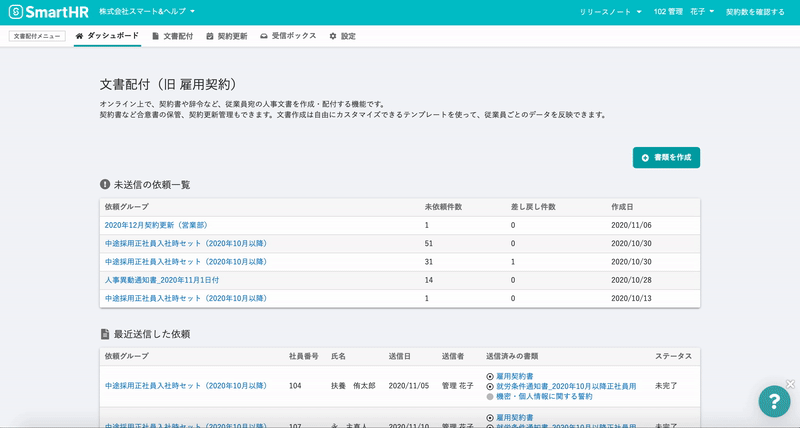 SmartHR 株式会社スマート&ヘルプ リリースノート 102 管理 花子 契約数を確認する
文書配付メニュー ダッシュボード 文書配付 契約更新 受信ボックス 設定
文書配付（旧 雇用契約）
オンライン上で、契約書や辞令など、従業員宛の人事文書を作成・配付する機能です。
契約書など合意書の保管、契約更新管理もできます。文書作成は自由にカスタマイズできるテンプレートを使って、従業員ごとのデータを反映できます。
書類を作成
未送信の依頼一覧
依頼グループ 未依頼件数 差し戻し件数 作成日
2020年12月契約更新（営業部） 1 0 2020/11/06
中途採用正社員入社時セット（2020年10月以降） 51 0 2020/10/30
中途採用正社員入社時セット（2020年10月以降） 31 1 2020/10/30
人事異動通知書_2020年11月1日付 14 0 2020/10/28
中途採用正社員入社時セット（2020年10月以降） 1 0 2020/10/13
最近送信した依頼
依頼グループ 社員番号 氏名 送信日 送信者 送信済みの書類 ステータス
雇用契約書
中途採用正社員入社時セット（2020年10月以降） 104 扶養 侑太郎 2020/11/05 管理 花子 就労条件通知書_2020年10月以降正社員用 未完了
機密・個人情報に関する誓約
雇用契約書
中途採用正社員入社時セット（2020年10月以降） 107 2020/11/10 管理 花子 就労条件通知書_2020年10月以降正社員用 未完了
?